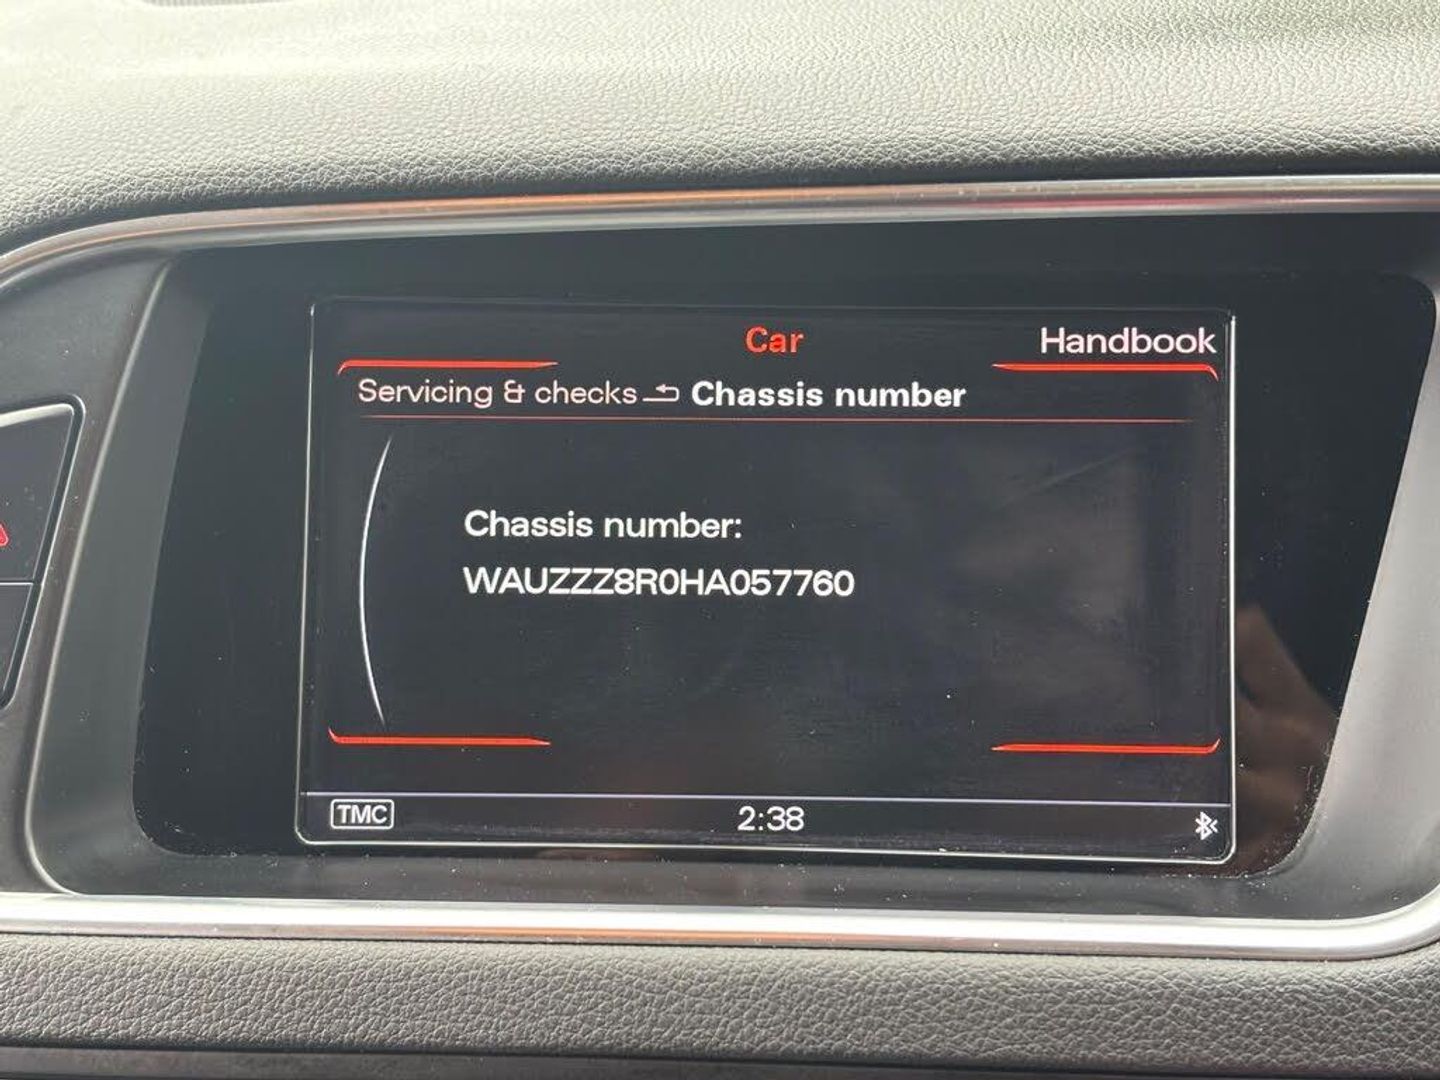 Car
Handbook
Servicing & checks Chassis number
Chassis number:
WAUZZZ8R0HA057760
TMC
2:38